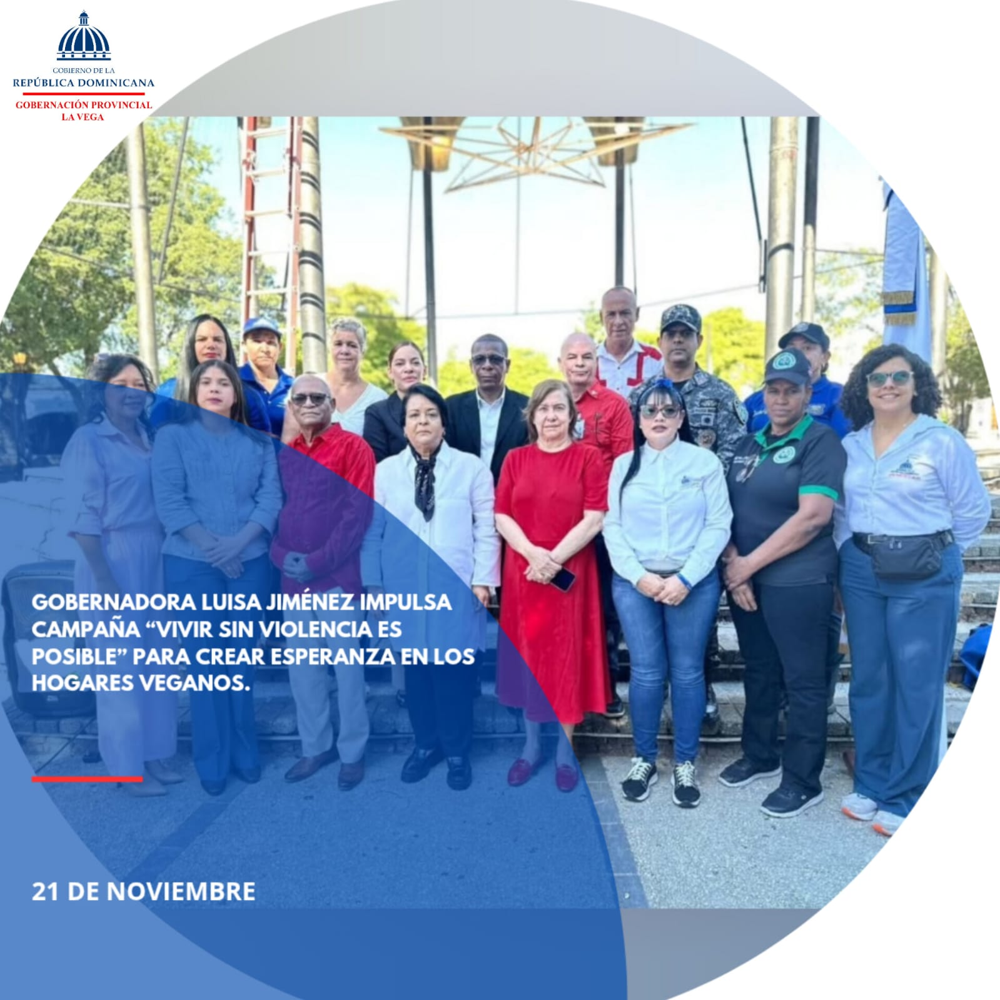 GOBIERNO DE LA
REPÚBLICA DOMINICANA
GOBERNACIÓN PROVINCIAL
LA VEGA
GOBERNADORA LUISA JIMÉNEZ IMPULSA
CAMPAÑA “VIVIR SIN VIOLENCIA ES
POSIBLE” PARA CREAR ESPERANZA EN LOS
HOGARES VEGANOS.
21 DE NOVIEMBRE